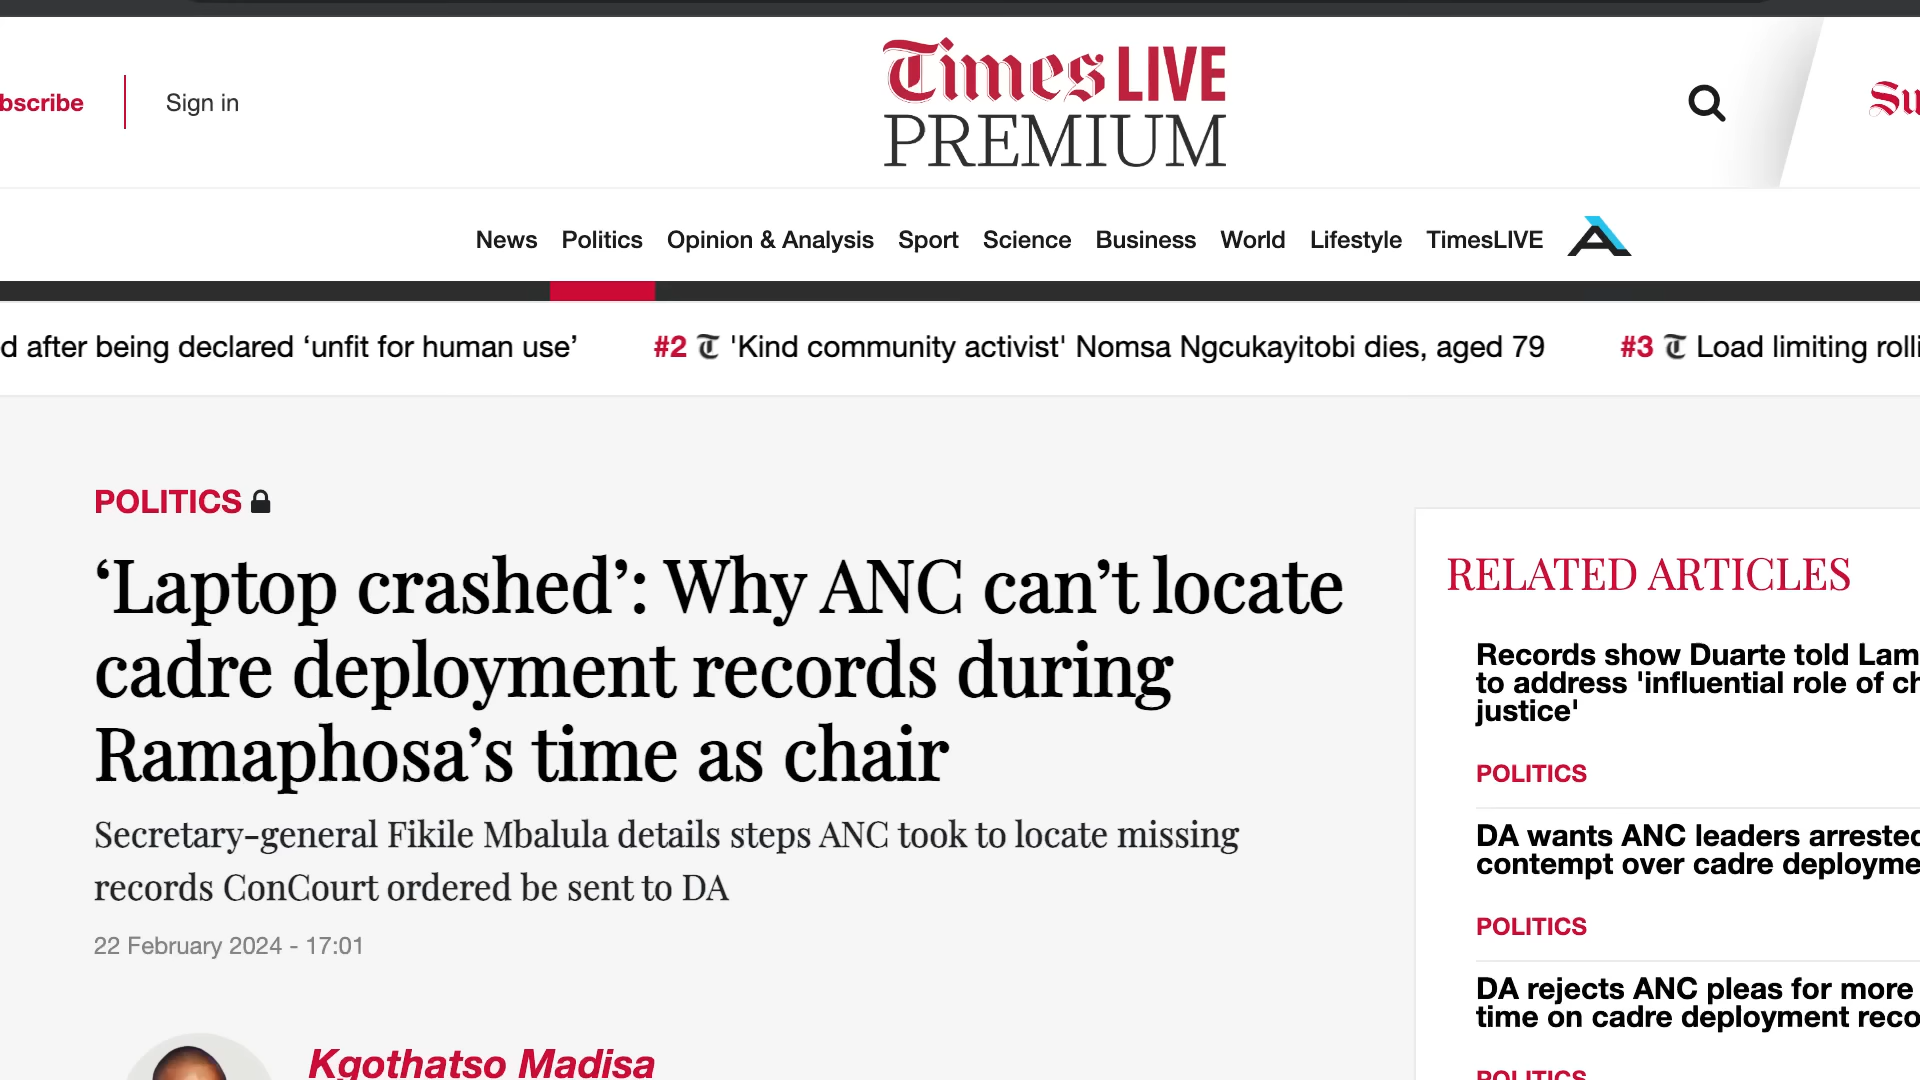 bscribe
Sign in
Times LIVE
PREMIUM
Su
News Politics Opinion & Analysis Sport Science Business World Lifestyle TimesLIVE
d after being declared ‘unfit for human use’ #2 T 'Kind community activist' Nomsa Ngcukayitobi dies, aged 79 #3 T Load limiting rolli
POLITICS
‘Laptop crashed’: Why ANC can’t locate
cadre deployment records during
Ramaphosa’s time as chair
Secretary-general Fikile Mbalula details steps ANC took to locate missing
records ConCourt ordered be sent to DA
22 February 2024 - 17:01
Kgothatso Madisa
RELATED ARTICLES
Records show Duarte told Lam
to address 'influential role of ch
justice'
POLITICS
DA wants ANC leaders arrested
contempt over cadre deployme
POLITICS
DA rejects ANC pleas for more
time on cadre deployment reco
POLITICS